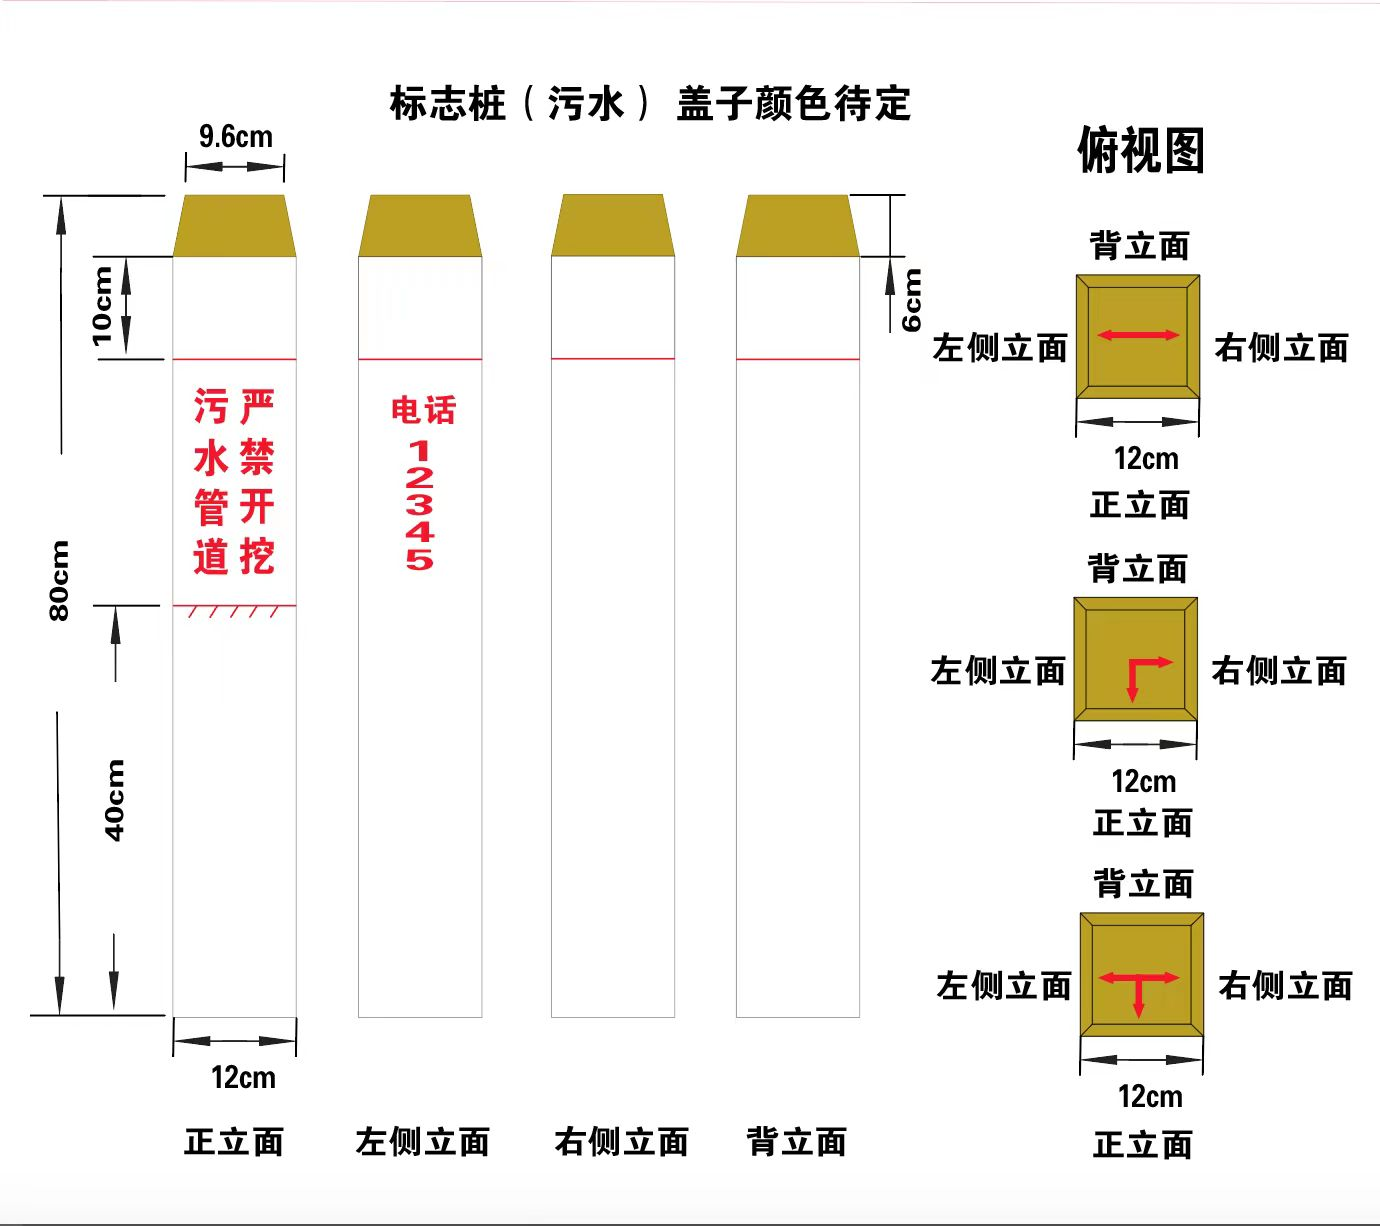 标志桩（污水） 盖子颜色待定
9.6cm
10cm
80cm
40cm
12cm
6cm
严禁开挖
污水管道
电话
1
2
3
4
5
正立面
左侧立面
右侧立面
背立面
俯视图
背立面
左侧立面
右侧立面
12cm
正立面
背立面
左侧立面
右侧立面
12cm
正立面
背立面
左侧立面
右侧立面
12cm
正立面